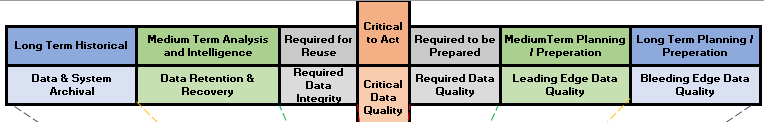 Long Term Historical
Medium Term Analysis
and Intelligence
Required for
Reuse
Critical
to Act
Required to be
Prepared
MediumTerm Planning
/ Preperation
Long Term Planning /
Preperation
Data & System
Archival
Data Retention &
Recovery
Required
Data
Integrity
Critical
Data
Quality
Required Data
Quality
Leading Edge Data
Quality
Bleeding Edge Data
Quality